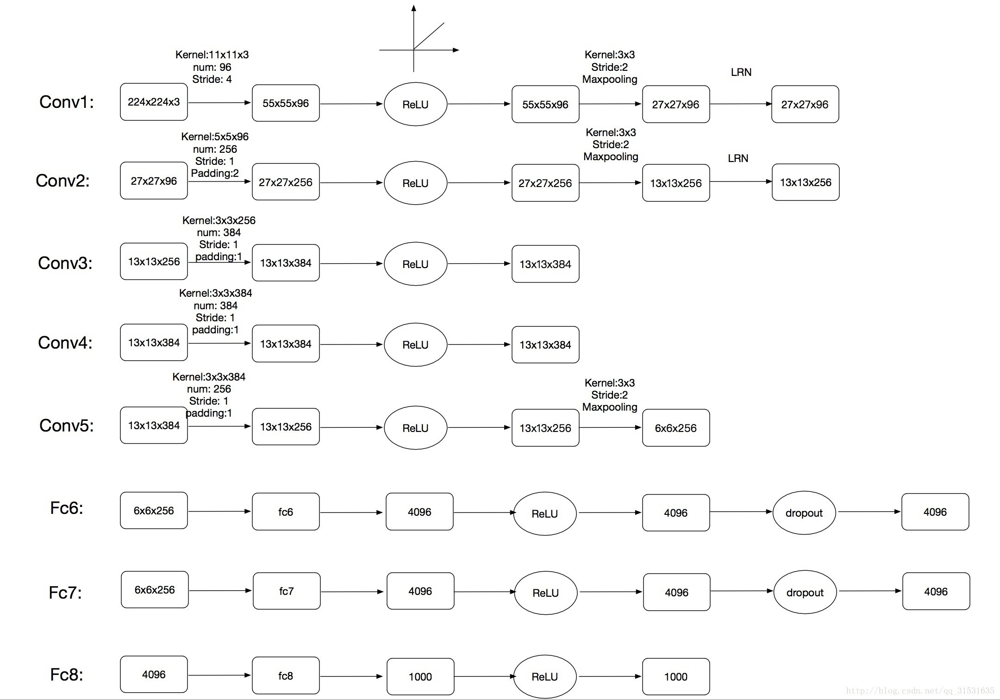 Kernel:11x11x3
num: 96
Stride: 4
Kernel:3x3
Stride:2
Maxpooling
LRN
Conv1:
224x224x3
55x55x96
ReLU
55x55x96
27x27x96
27x27x96
Kernel:5x5x96
num: 256
Stride: 1
Padding:2
Kernel:3x3
Stride:2
Maxpooling
LRN
Conv2:
27x27x96
27x27x256
ReLU
27x27x256
13x13x256
13x13x256
Kernel:3x3x256
num: 384
Stride: 1
padding:1
Conv3:
13x13x256
13x13x384
ReLU
13x13x384
Kernel:3x3x384
num: 384
Stride: 1
padding:1
Conv4:
13x13x384
13x13x384
ReLU
13x13x384
Kernel:3x3x384
num: 256
Stride: 1
padding:1
Kernel:3x3
Stride:2
Maxpooling
Conv5:
13x13x384
13x13x256
ReLU
13x13x256
6x6x256
Fc6:
6x6x256
fc6
4096
ReLU
4096
dropout
4096
Fc7:
6x6x256
fc7
4096
ReLU
4096
dropout
4096
Fc8:
4096
fc8
1000
ReLU
1000
http://blog.csdn.net/qq_31531635